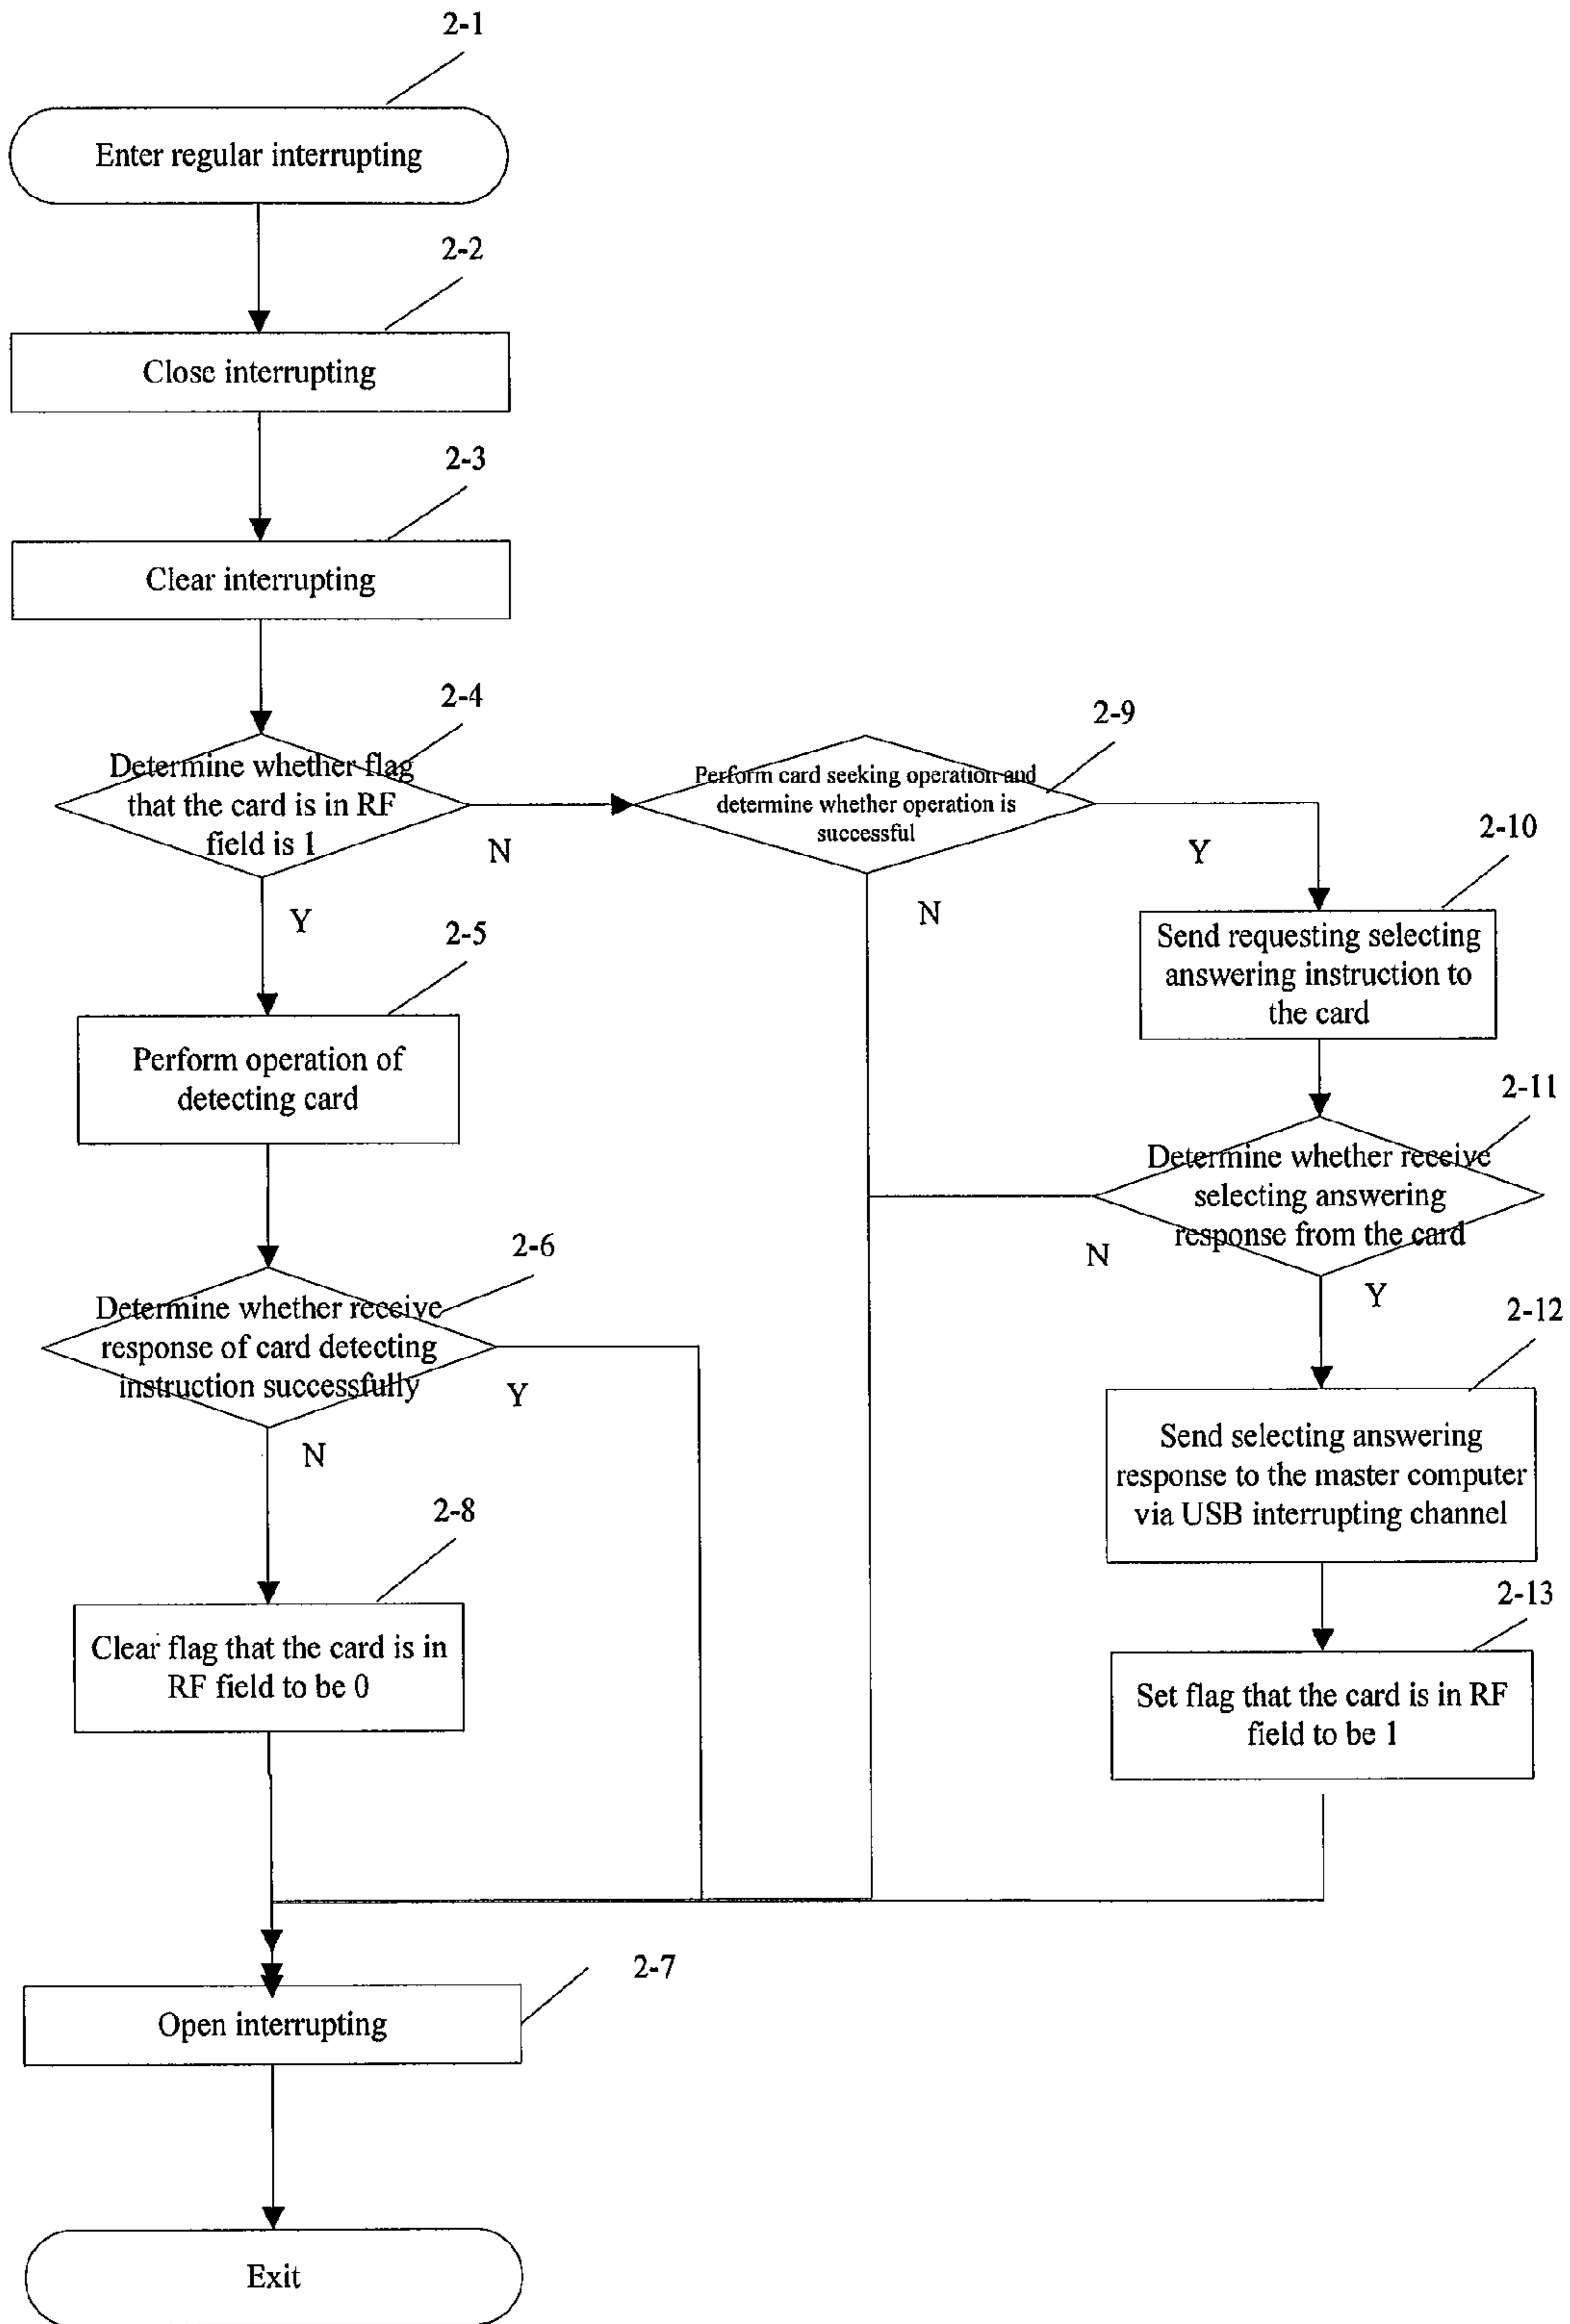 2-1
Enter regular interrupting
2-2
Close interrupting
2-3
Clear interrupting
2-4
Determine whether flag
that the card is in RF
field is 1
N
Y
2-9
Perform card seeking operation and
determine whether operation is
successful
Y
N
2-10
Send requesting selecting
answering instruction to
the card
2-5
Perform operation of
detecting card
2-11
Determine whether receive
selecting answering
response from the card
N
Y
2-6
Determine whether receive
response of card detecting
instruction successfully
Y
N
2-12
Send selecting answering
response to the master computer
via USB interrupting channel
2-8
Clear flag that the card is in
RF field to be 0
2-13
Set flag that the card is in RF
field to be 1
2-7
Open interrupting
Exit